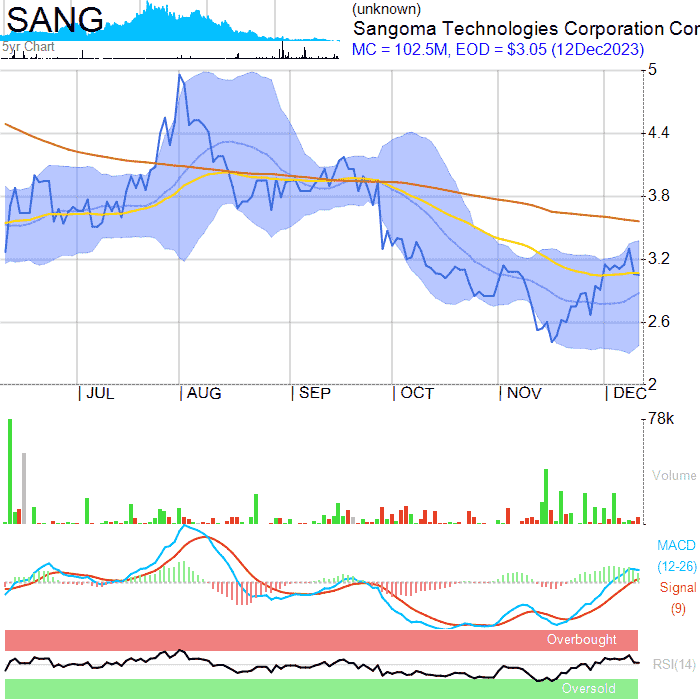 SANG
5yr Chart
(unknown)
Sangoma Technologies Corporation Cor
MC = 102.5M, EOD = $3.05 (12Dec2023)
5
4.4
3.8
3.2
2.6
2
| JUL | AUG | SEP | OCT | NOV | DEC
78k
Volume
MACD
(12-26)
Signal
(9)
Overbought
RSI(14)
Oversold